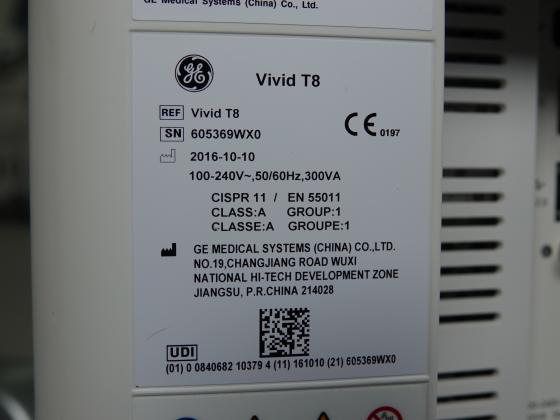 GE Medical Systems (China) Co., Ltd.
GE Vivid T8
REF Vivid T8
SN 605369WX0
CE 0197
2016-10-10
100-240V~,50/60Hz,300VA
CISPR 11 / EN 55011
CLASS:A GROUP:1
CLASSE:A GROUPE:1
GE MEDICAL SYSTEMS (CHINA) CO.,LTD.
NO.19,CHANGJIANG ROAD WUXI
NATIONAL HI-TECH DEVELOPMENT ZONE
JIANGSU, P.R.CHINA 214028
UDI
(01) 0 0840682 10379 4 (11) 161010 (21) 605369WX0